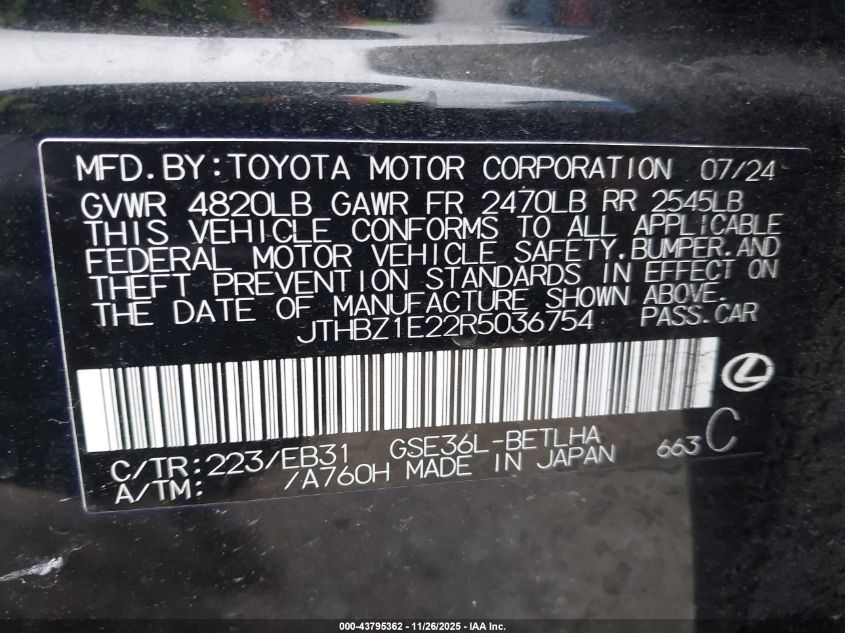 MFD.BY:TOYOTA MOTOR CORPORATION 07/24
GVWR 4820LB GAWR FR 2470LB RR 2545LB
THIS VEHICLE CONFORMS TO ALL APPLICABLE
FEDERAL MOTOR VEHICLE SAFETY,BUMPER,AND
THEFT PREVENTION STANDARDS IN EFFECT ON
THE DATE OF MANUFACTURE SHOWN ABOVE.
JTHBZ1E22R5036754 PASS.CAR
C/TR:223/EB31 GSE36L-BETLHA 663 C
A/TM: /A760H MADE IN JAPAN
000-43795362 | 11/26/2025 - IAA Inc.